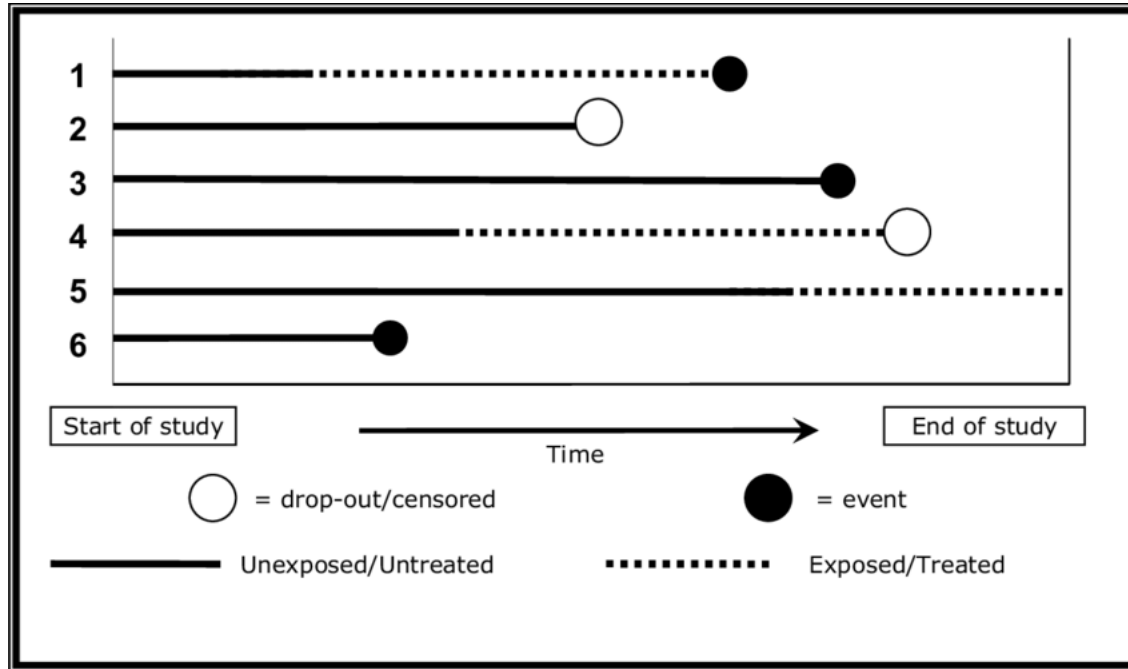 1
2
3
4
5
6
Start of study
End of study
Time
= drop-out/censored
= event
Unexposed/Untreated
Exposed/Treated